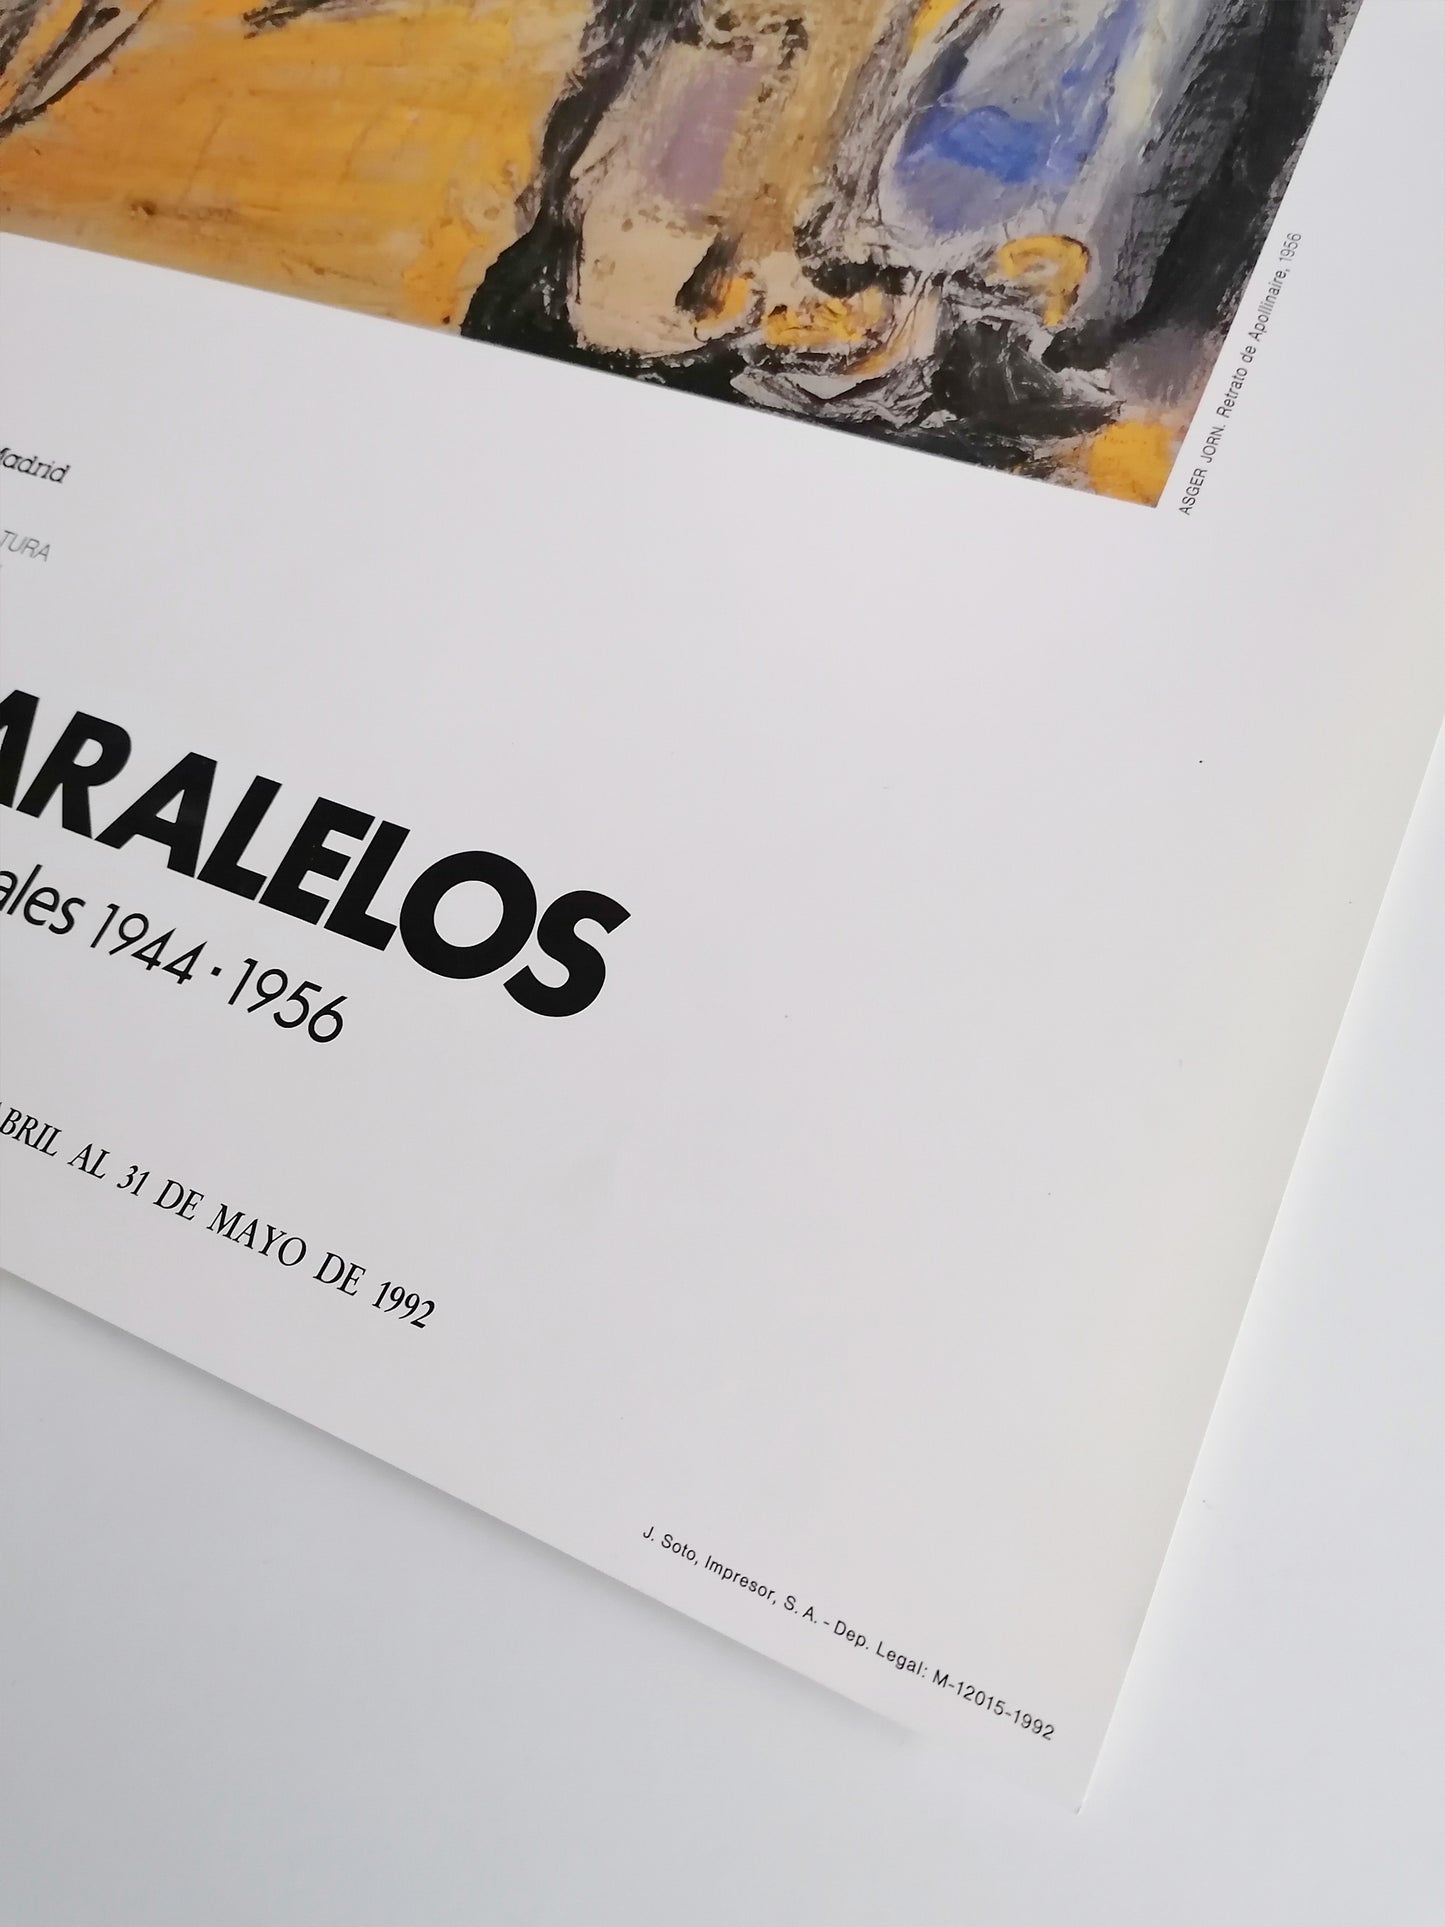 ASGER JORN. Retrato de Apollinaire, 1956
Madrid
TURA
ARALELOS
ales 1944 · 1956
ABRIL AL 31 DE MAYO DE 1992
J. Soto, Impresor, S. A. - Dep. Legal: M-12015-1992